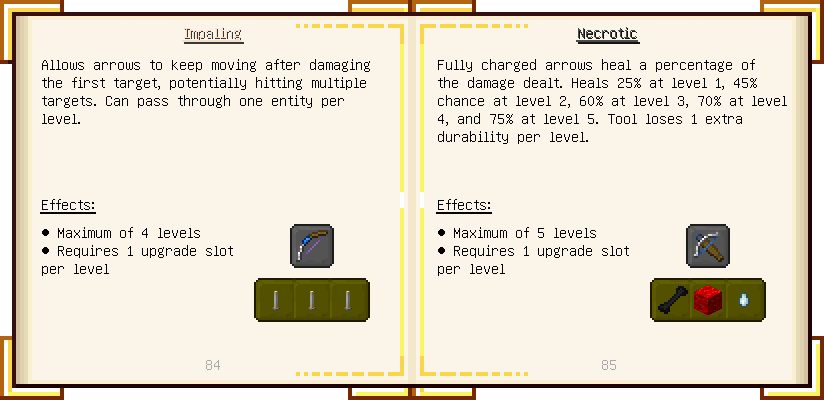 Impaling
Allows arrows to keep moving after damaging
the first target, potentially hitting multiple
targets. Can pass through one entity per
level.
Effects:
• Maximum of 4 levels
• Requires 1 upgrade slot
per level
84
Necrotic
Fully charged arrows heal a percentage of
the damage dealt. Heals 25% at level 1, 45%
chance at level 2, 60% at level 3, 70% at level
4, and 75% at level 5. Tool loses 1 extra
durability per level.
Effects:
• Maximum of 5 levels
• Requires 1 upgrade slot
per level
85